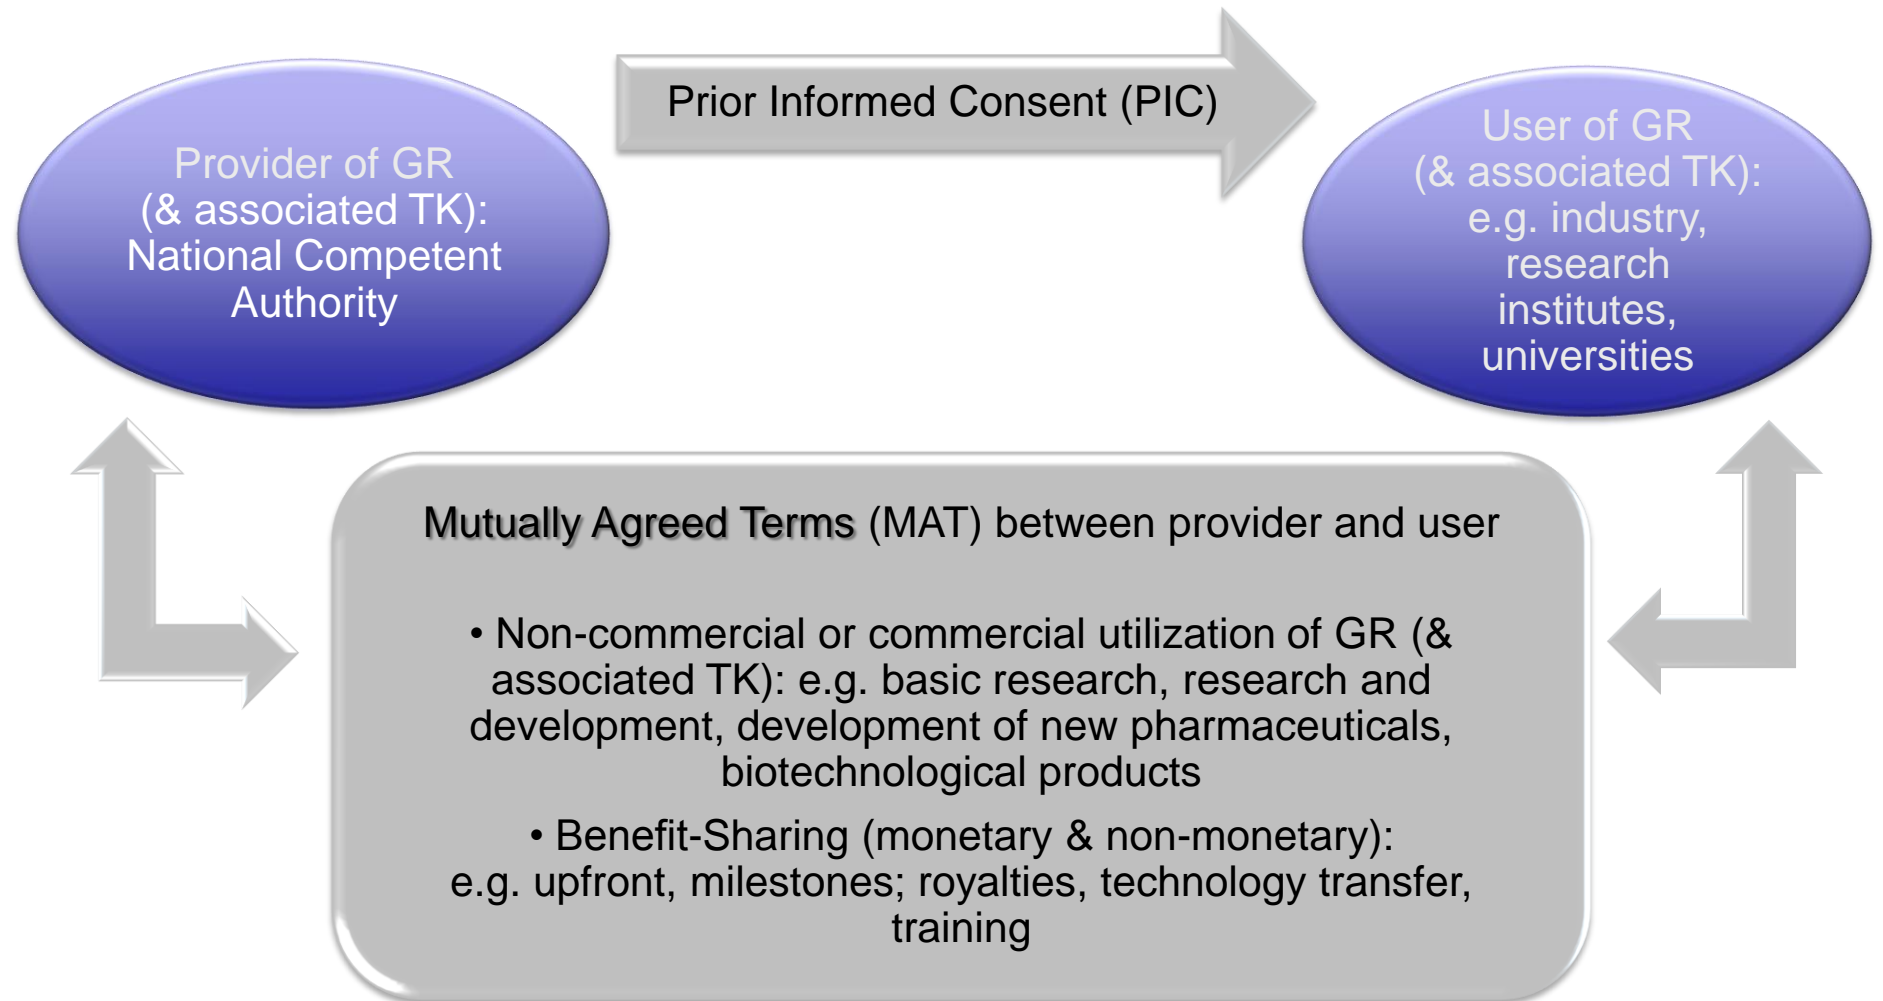 Prior Informed Consent (PIC)
Provider of GR
(& associated TK):
National Competent
Authority
User of GR
(& associated TK):
e.g. industry,
research
institutes,
universities
Mutually Agreed Terms (MAT) between provider and user
• Non-commercial or commercial utilization of GR (&
associated TK): e.g. basic research, research and
development, development of new pharmaceuticals,
biotechnological products
• Benefit-Sharing (monetary & non-monetary):
e.g. upfront, milestones; royalties, technology transfer,
training